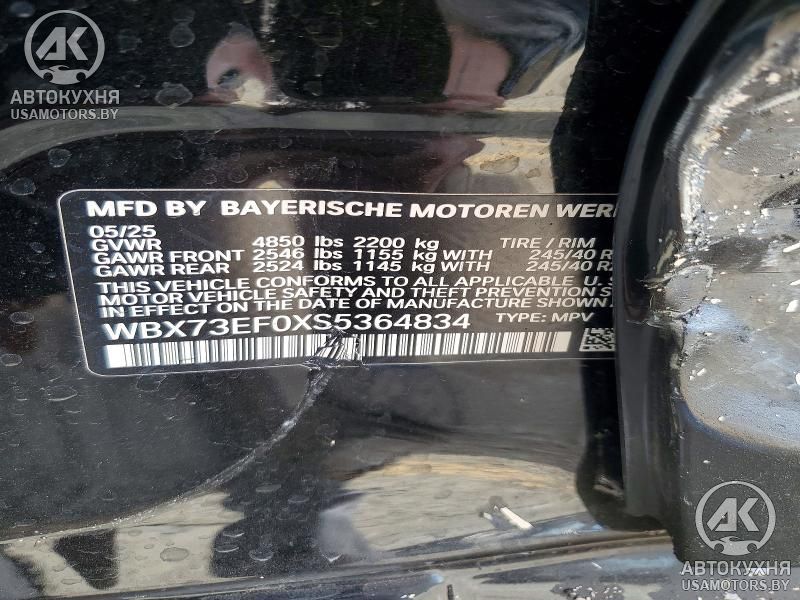 AK
АВТОКУХНЯ
USAMOTORS.BY
MFD BY BAYERISCHE MOTOREN
05/25
GVWR 4850 lbs 2200 kg TIRE / RIM
GAWR FRONT 2546 lbs 1155 kg WITH 245/40
GAWR REAR 2524 lbs 1145 kg WITH 245/40
THIS VEHICLE CONFORMS TO ALL APPLICABLE U.
MOTOR VEHICLE SAFETY AND THEFT PREVENTION
IN EFFECT ON THE DATE OF MANUFACTURE SHOWN
WBX73EF0XS5364834 TYPE: MPV
AK
АВТОКУХНЯ
USAMOTORS.BY